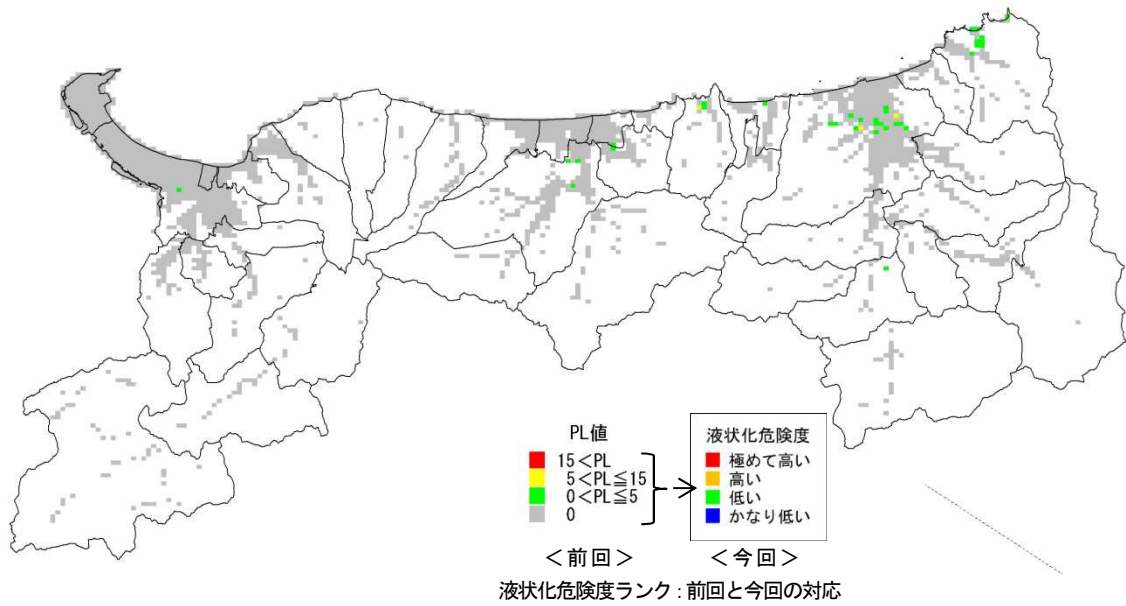 PL値
15<PL
5<PL≦15
0<PL≦5
0
液状化危険度
極めて高い
高い
低い
かなり低い
<前回>
<今回>
液状化危険度ランク:前回と今回の対応